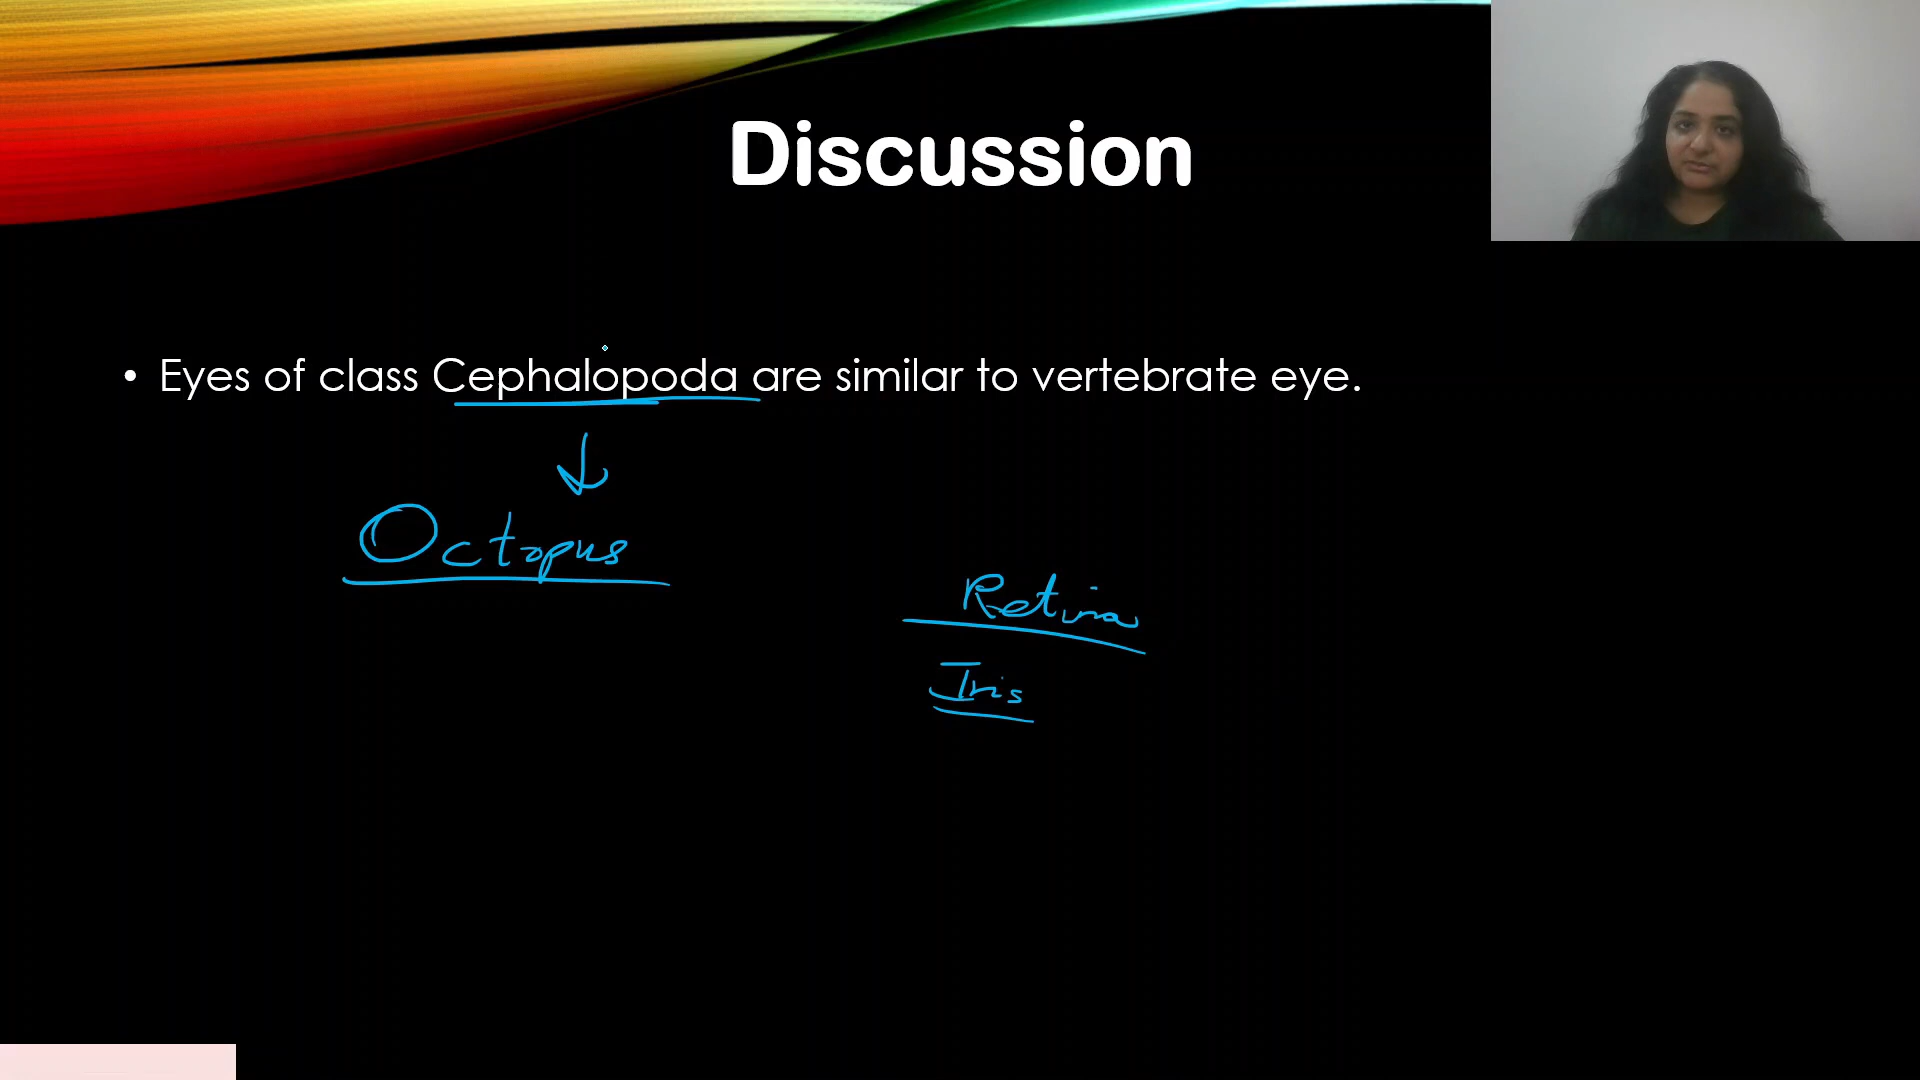 Discussion
• Eyes of class Cephalopoda are similar to vertebrate eye.
Octopus
Retina
Iris